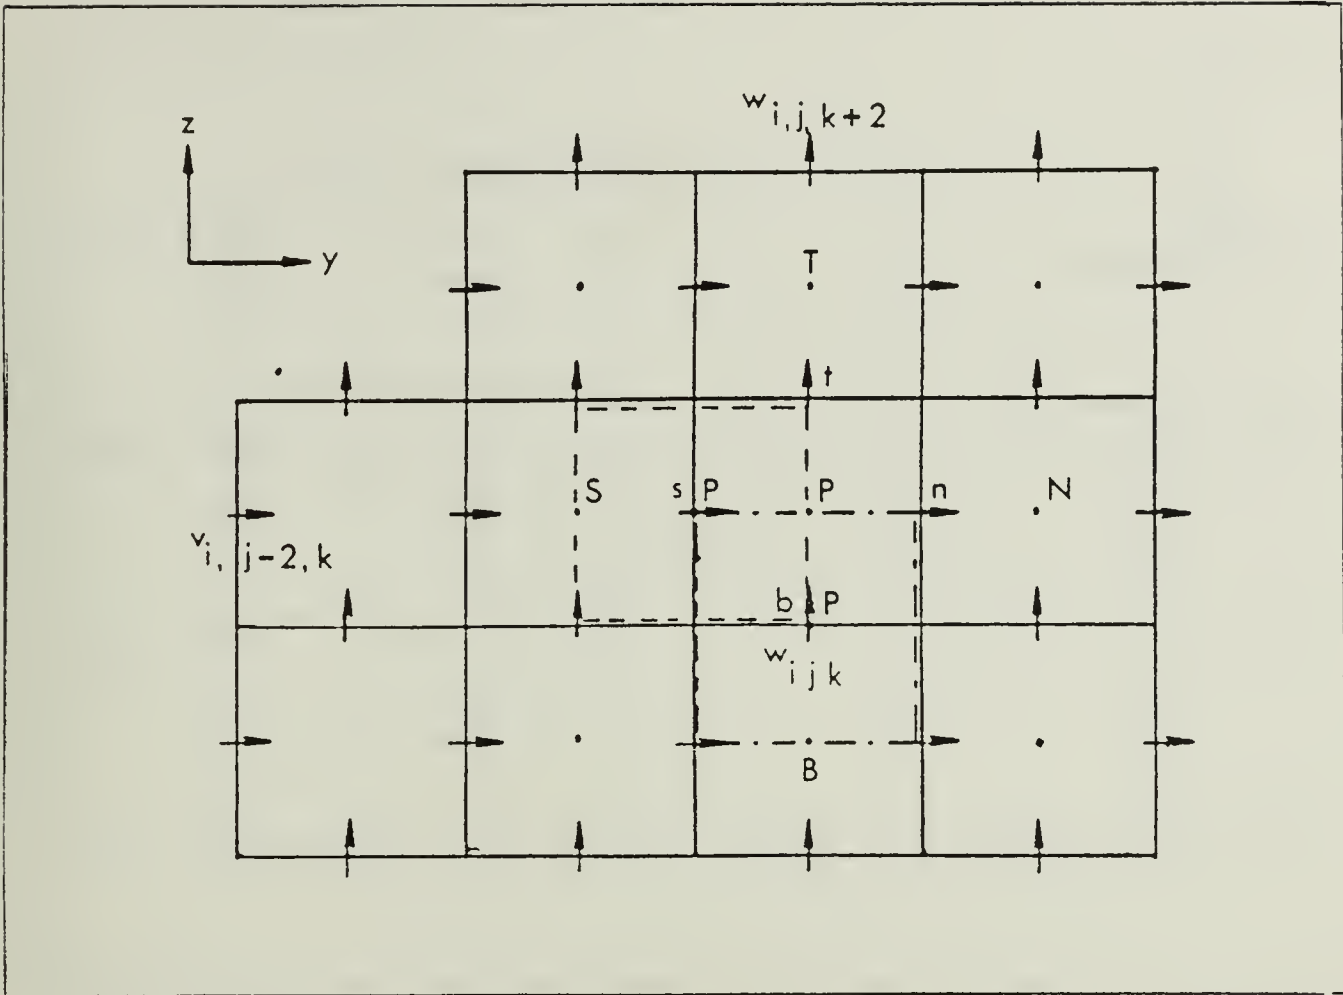 w i, j, k+2
z
y
T
t
S s P P n N
v i, j-2, k
b P
w i j k
B